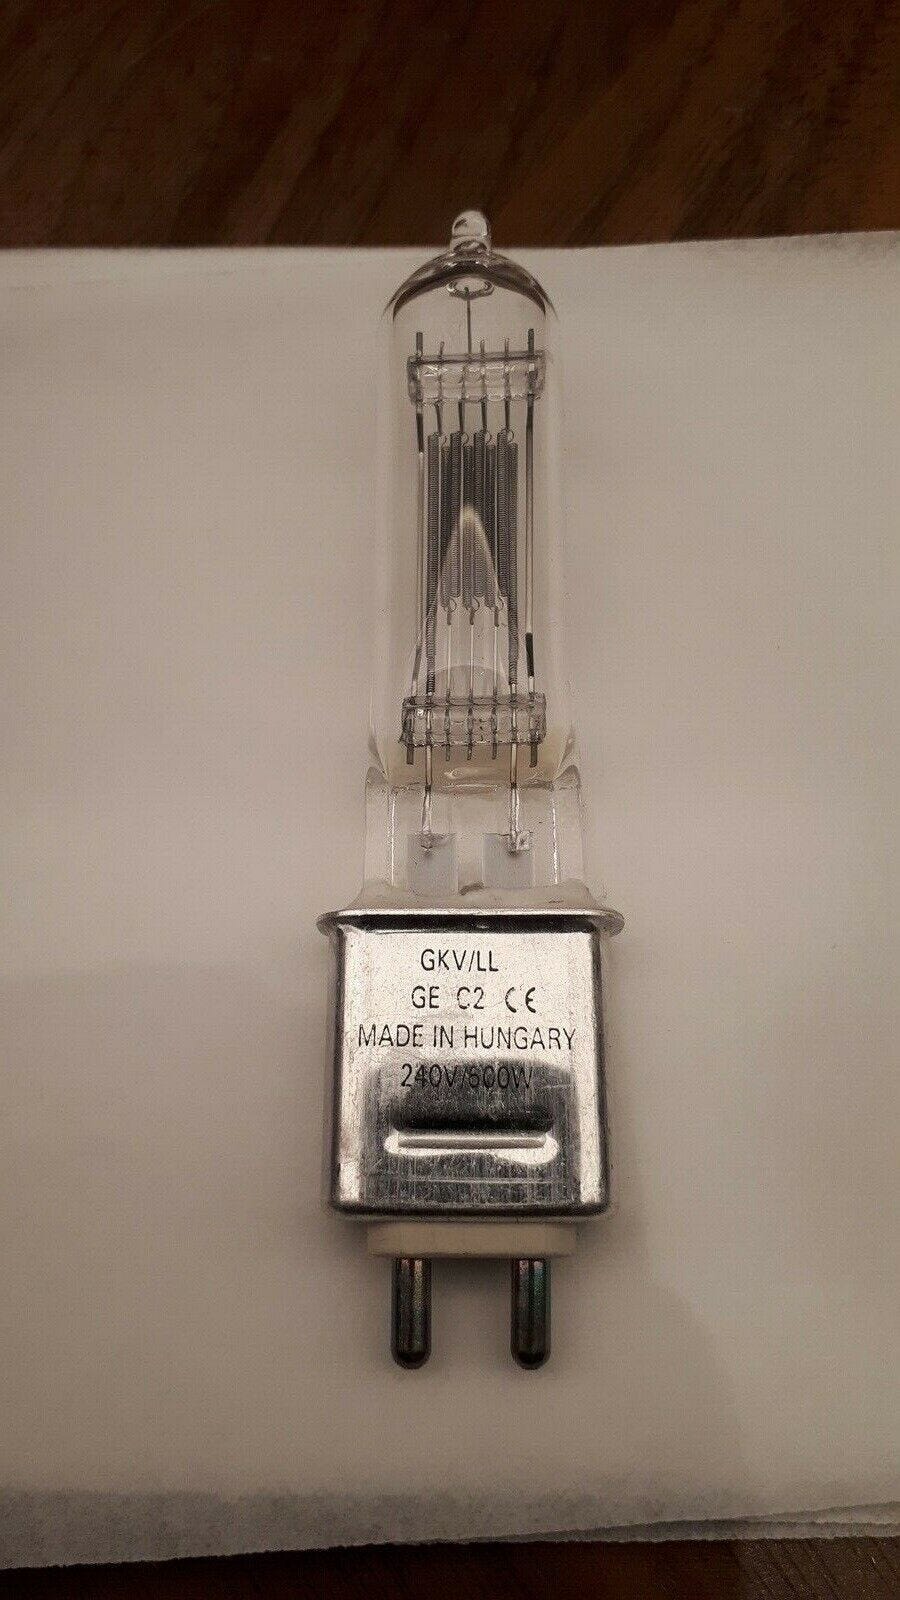 GKV/LL
GE C2 CE
MADE IN HUNGARY
240V/600W